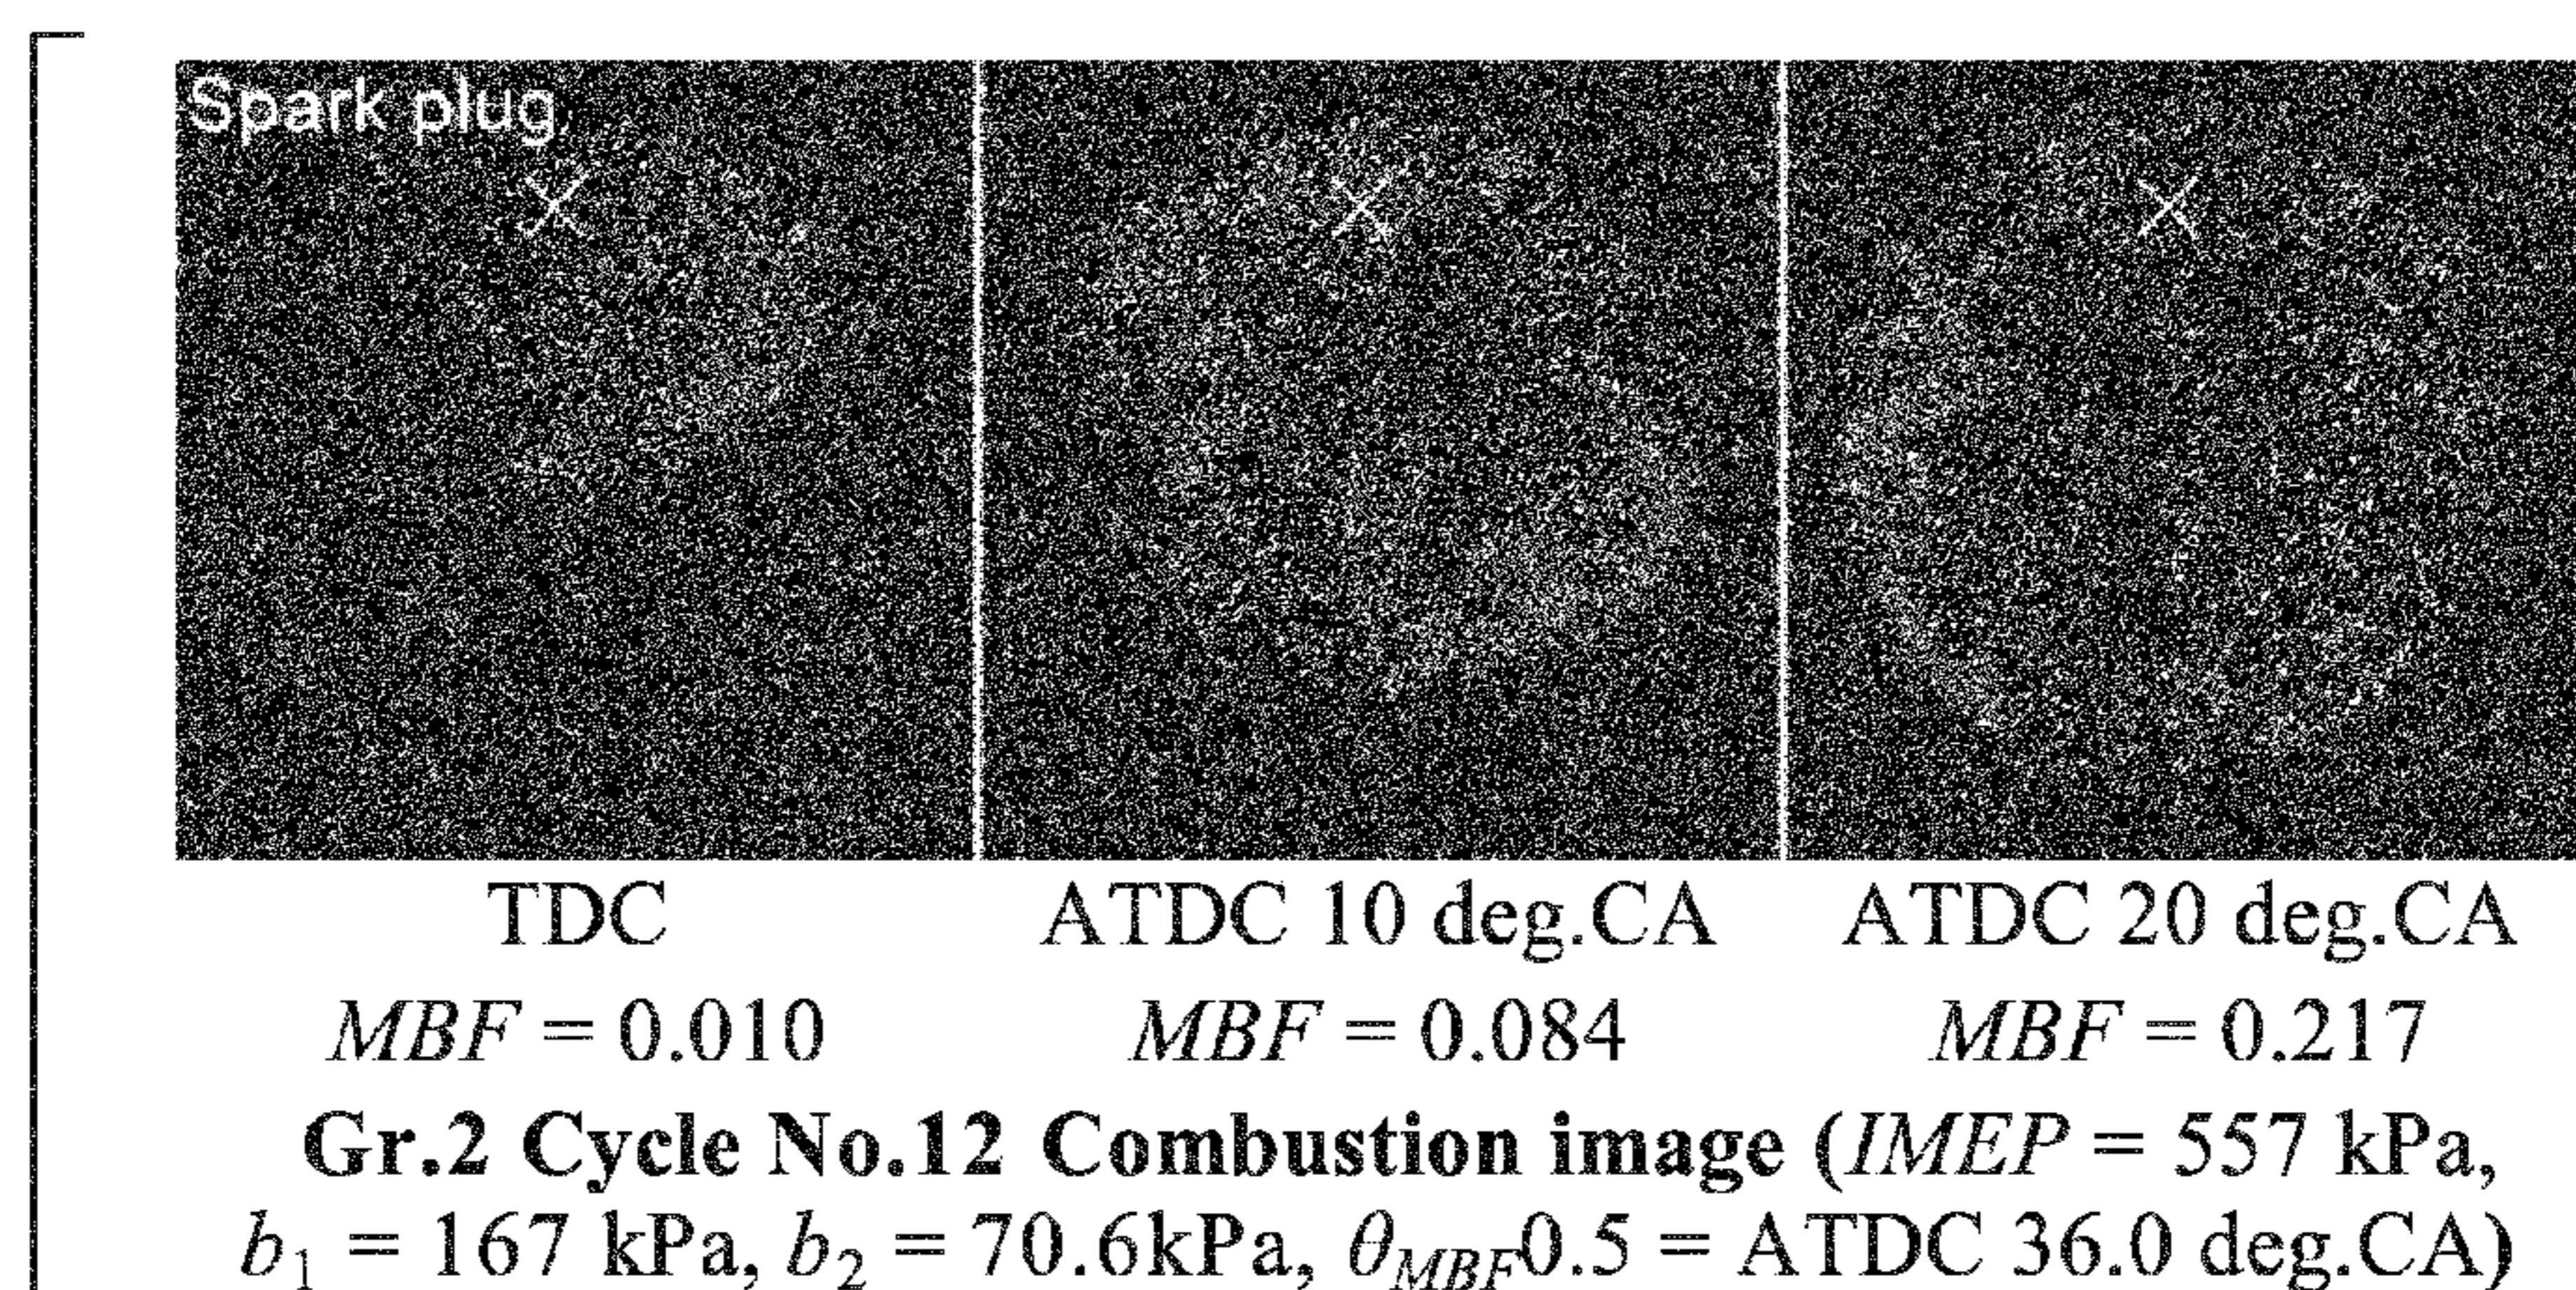 Spark plug
TDC ATDC 10 deg.CA ATDC 20 deg.CA
MBF = 0.010 MBF = 0.084 MBF = 0.217
Gr.2 Cycle No.12 Combustion image (IMEP = 557 kPa,
b₁ = 167 kPa, b₂ = 70.6kPa, θ_MBF0.5 = ATDC 36.0 deg.CA)